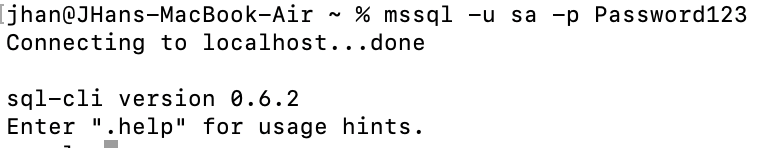 [jhan@JHans-MacBook-Air ~ % mssql -u sa -p Password123
Connecting to localhost...done

sql-cli version 0.6.2
Enter ".help" for usage hints.